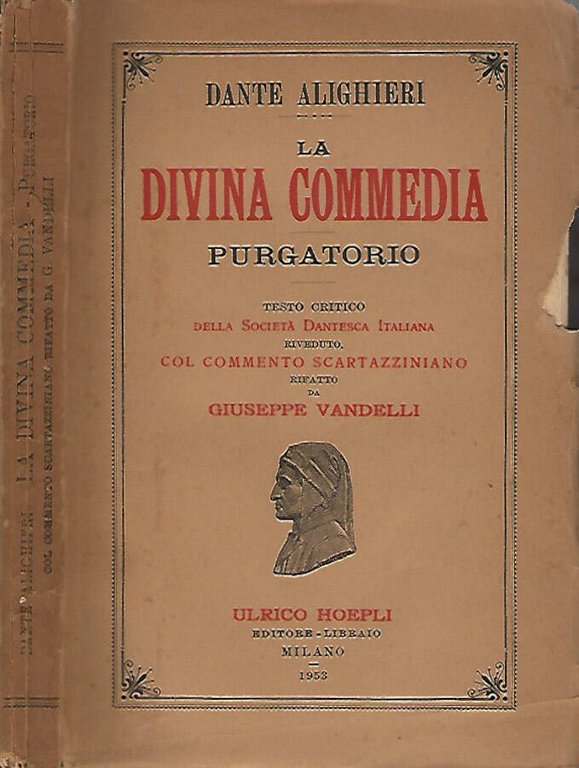 DANTE ALIGHIERI
LA
DIVINA COMMEDIA
PURGATORIO
TESTO CRITICO
DELLA SOCIETÀ DANTESCA ITALIANA
RIVEDUTO,
COL COMMENTO SCARTAZZINIANO
RIFATTO
DA
GIUSEPPE VANDELLI
ULRICO HOEPLI
EDITORE-LIBRAIO
MILANO
1953
DANTE ALIGHIERI LA DIVINA COMMEDIA - PURGATORIO
COL COMMENTO SCARTAZZINIANO RIFATTO DA G. VANDELLI